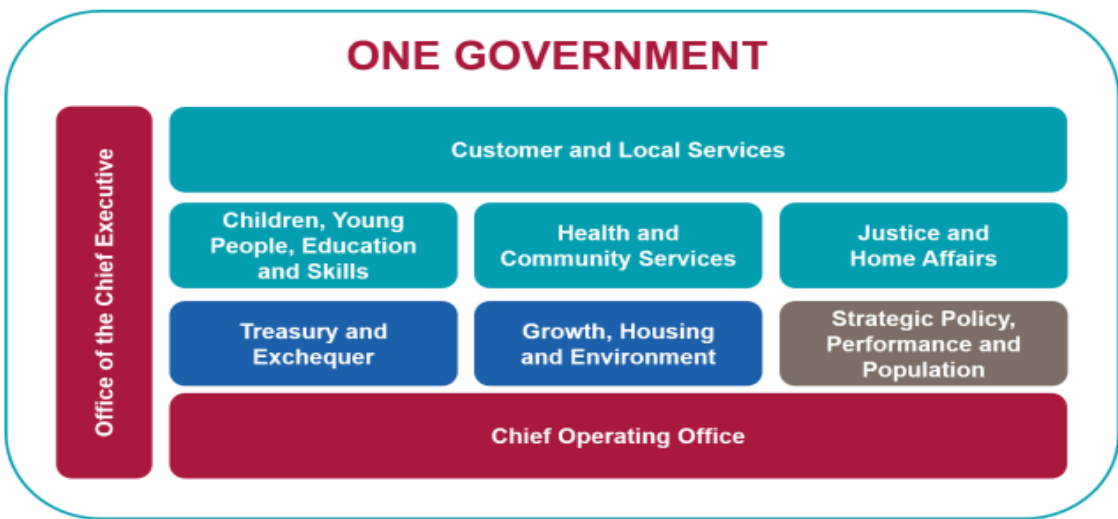 ONE GOVERNMENT
Office of the Chief Executive
Customer and Local Services
Children, Young
People, Education
and Skills
Health and
Community Services
Justice and
Home Affairs
Treasury and
Exchequer
Growth, Housing
and Environment
Strategic Policy,
Performance and
Population
Chief Operating Office